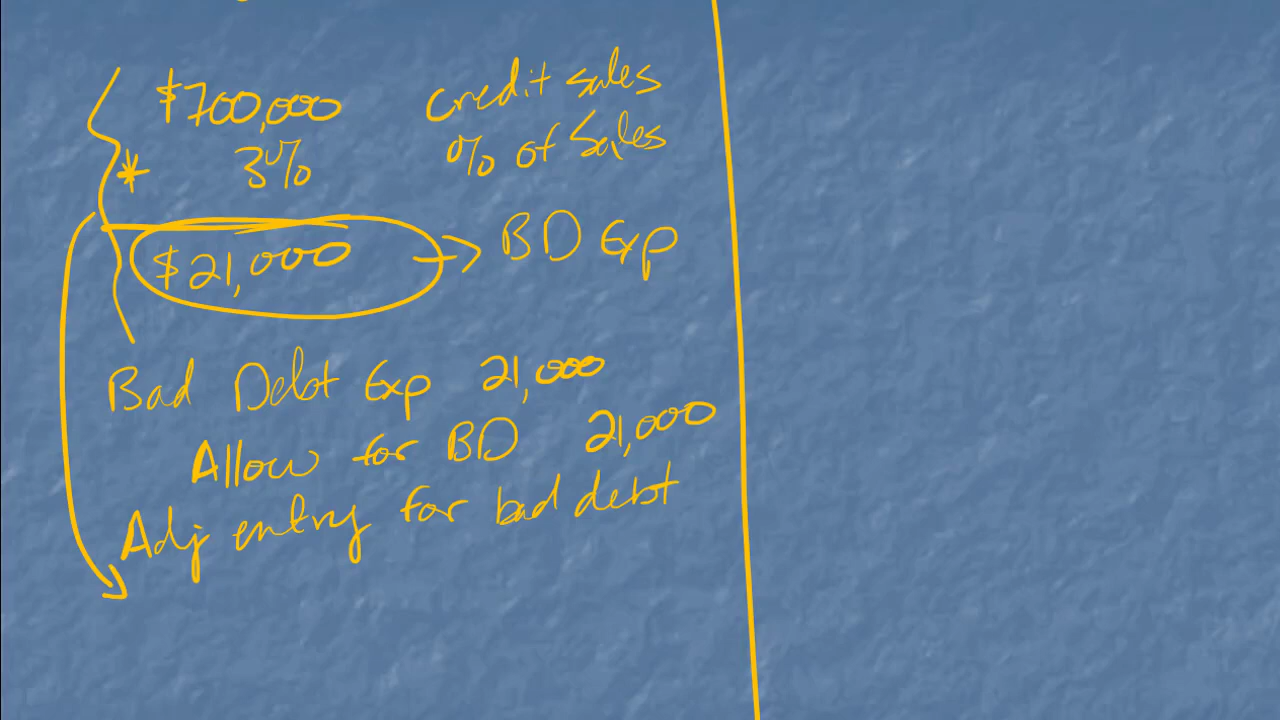 $700,000 credit sales
* 3% % of Sales
$21,000 → BD Exp
Bad Debt Exp 21,000
Allow for BD 21,000
Adj entry for bad debt